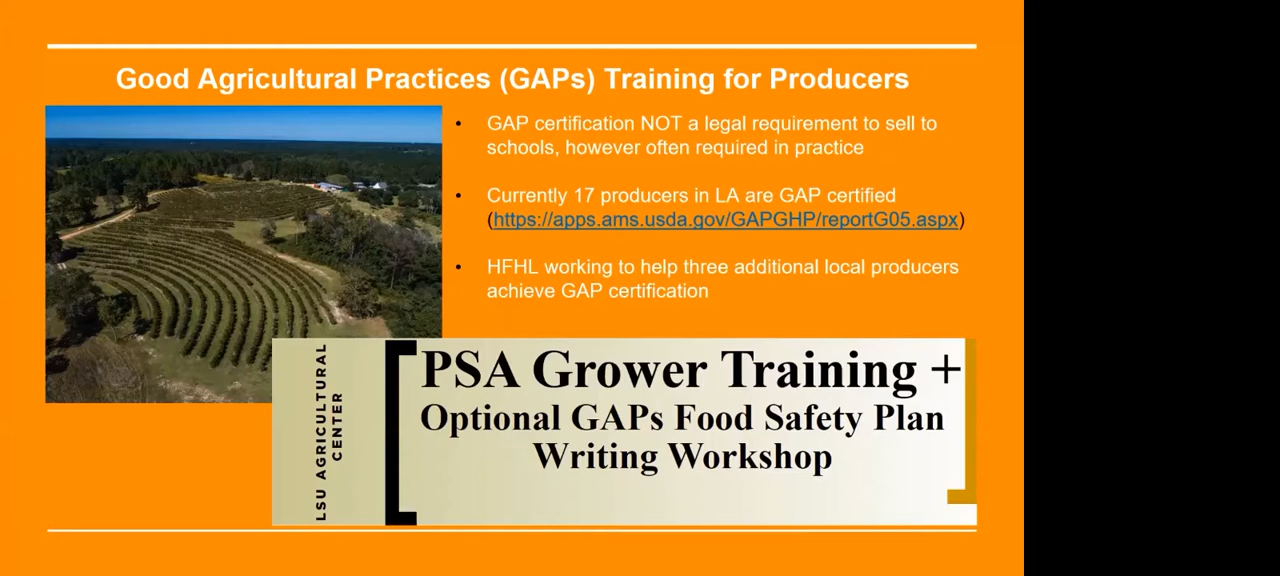 Good Agricultural Practices (GAPs) Training for Producers
• GAP certification NOT a legal requirement to sell to
schools, however often required in practice
• Currently 17 producers in LA are GAP certified
(https://apps.ams.usda.gov/GAPGHP/reportG05.aspx)
• HFHL working to help three additional local producers
achieve GAP certification
LSU AGRICULTURAL
CENTER
PSA Grower Training +
Optional GAPs Food Safety Plan
Writing Workshop